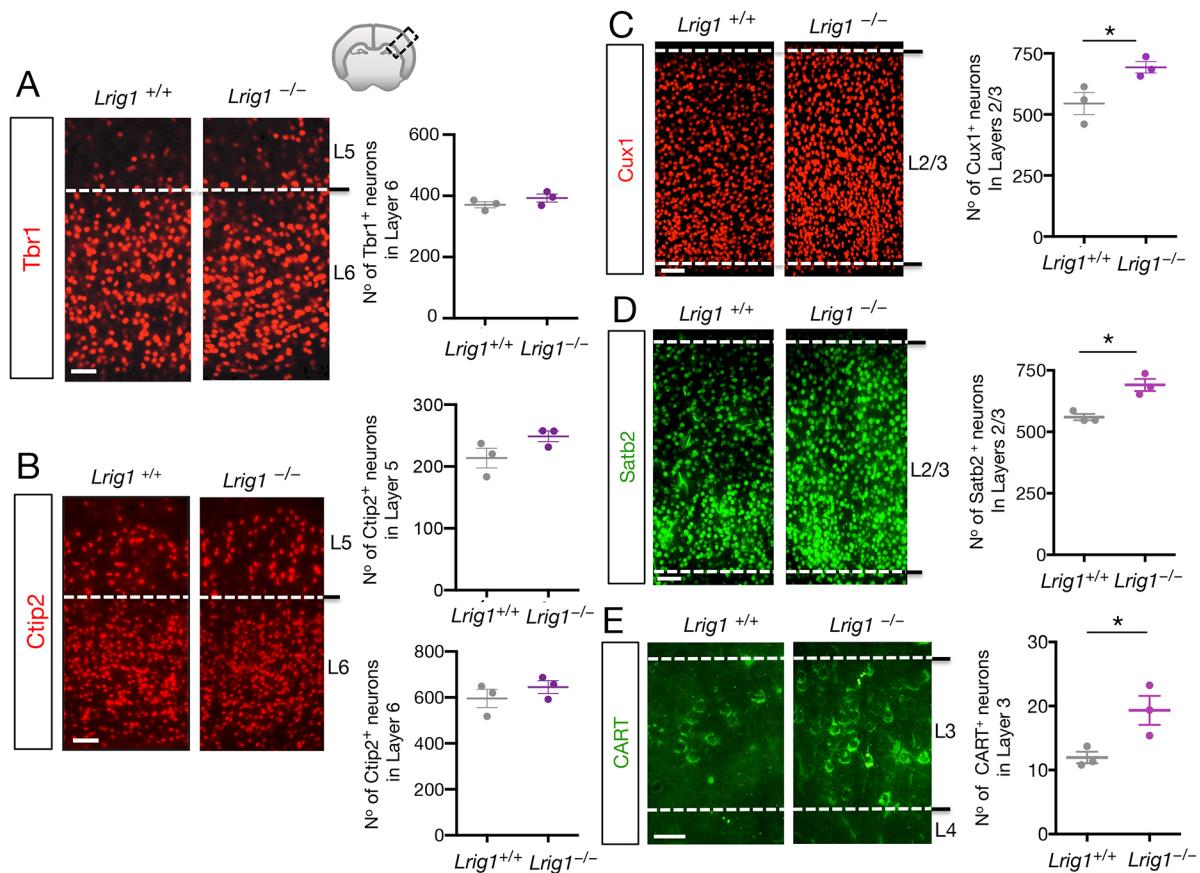 A
Lrig1 +/+
Lrig1 −/−
Tbr1
L5
L6
Nº of Tbr1+ neurons
in Layer 6
600
400
200
0
Lrig1+/+
Lrig1−/−
B
Lrig1 +/+
Lrig1 −/−
Ctip2
L5
L6
Nº of Ctip2+ neurons
in Layer 5
300
200
100
0
Lrig1+/+
Lrig1−/−
Nº of Ctip2+ neurons
in Layer 6
800
600
400
200
0
Lrig1+/+
Lrig1−/−
C
Lrig1 +/+
Lrig1 −/−
Cux1
L2/3
Nº of Cux1+ neurons
In Layers 2/3
750
500
250
0
*
Lrig1+/+
Lrig1−/−
D
Lrig1 +/+
Lrig1 −/−
Satb2
L2/3
Nº of Satb2+ neurons
In Layers 2/3
750
500
250
0
*
Lrig1+/+
Lrig1−/−
E
Lrig1 +/+
Lrig1 −/−
CART
L3
L4
Nº of CART+ neurons
in Layer 3
30
20
10
0
*
Lrig1+/+
Lrig1−/−